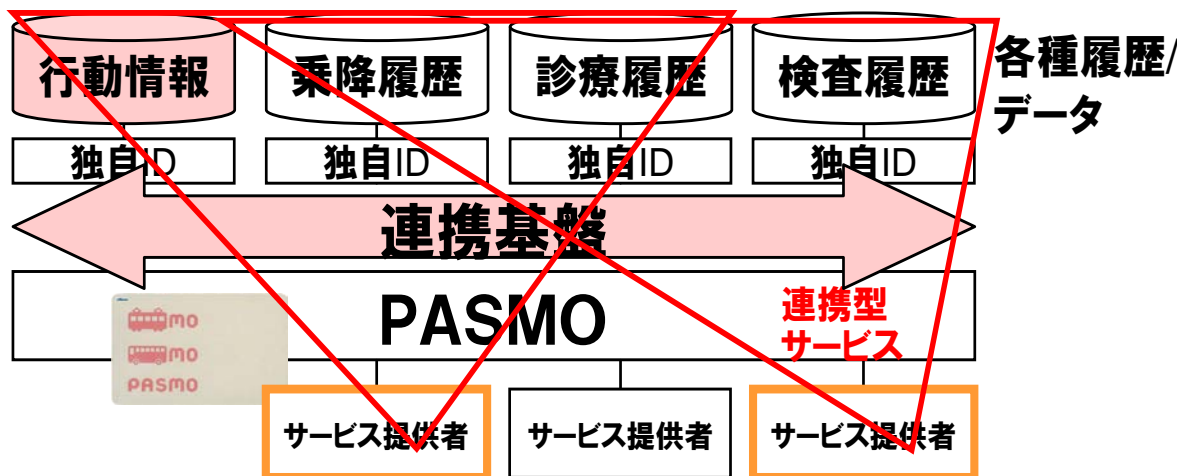 行動情報
乗降履歴
診療履歴
検査履歴
各種履歴/
データ
独自ID
独自ID
独自ID
独自ID
連携基盤
PASMO
連携型
サービス
mo
mo
PASMO
サービス提供者
サービス提供者
サービス提供者